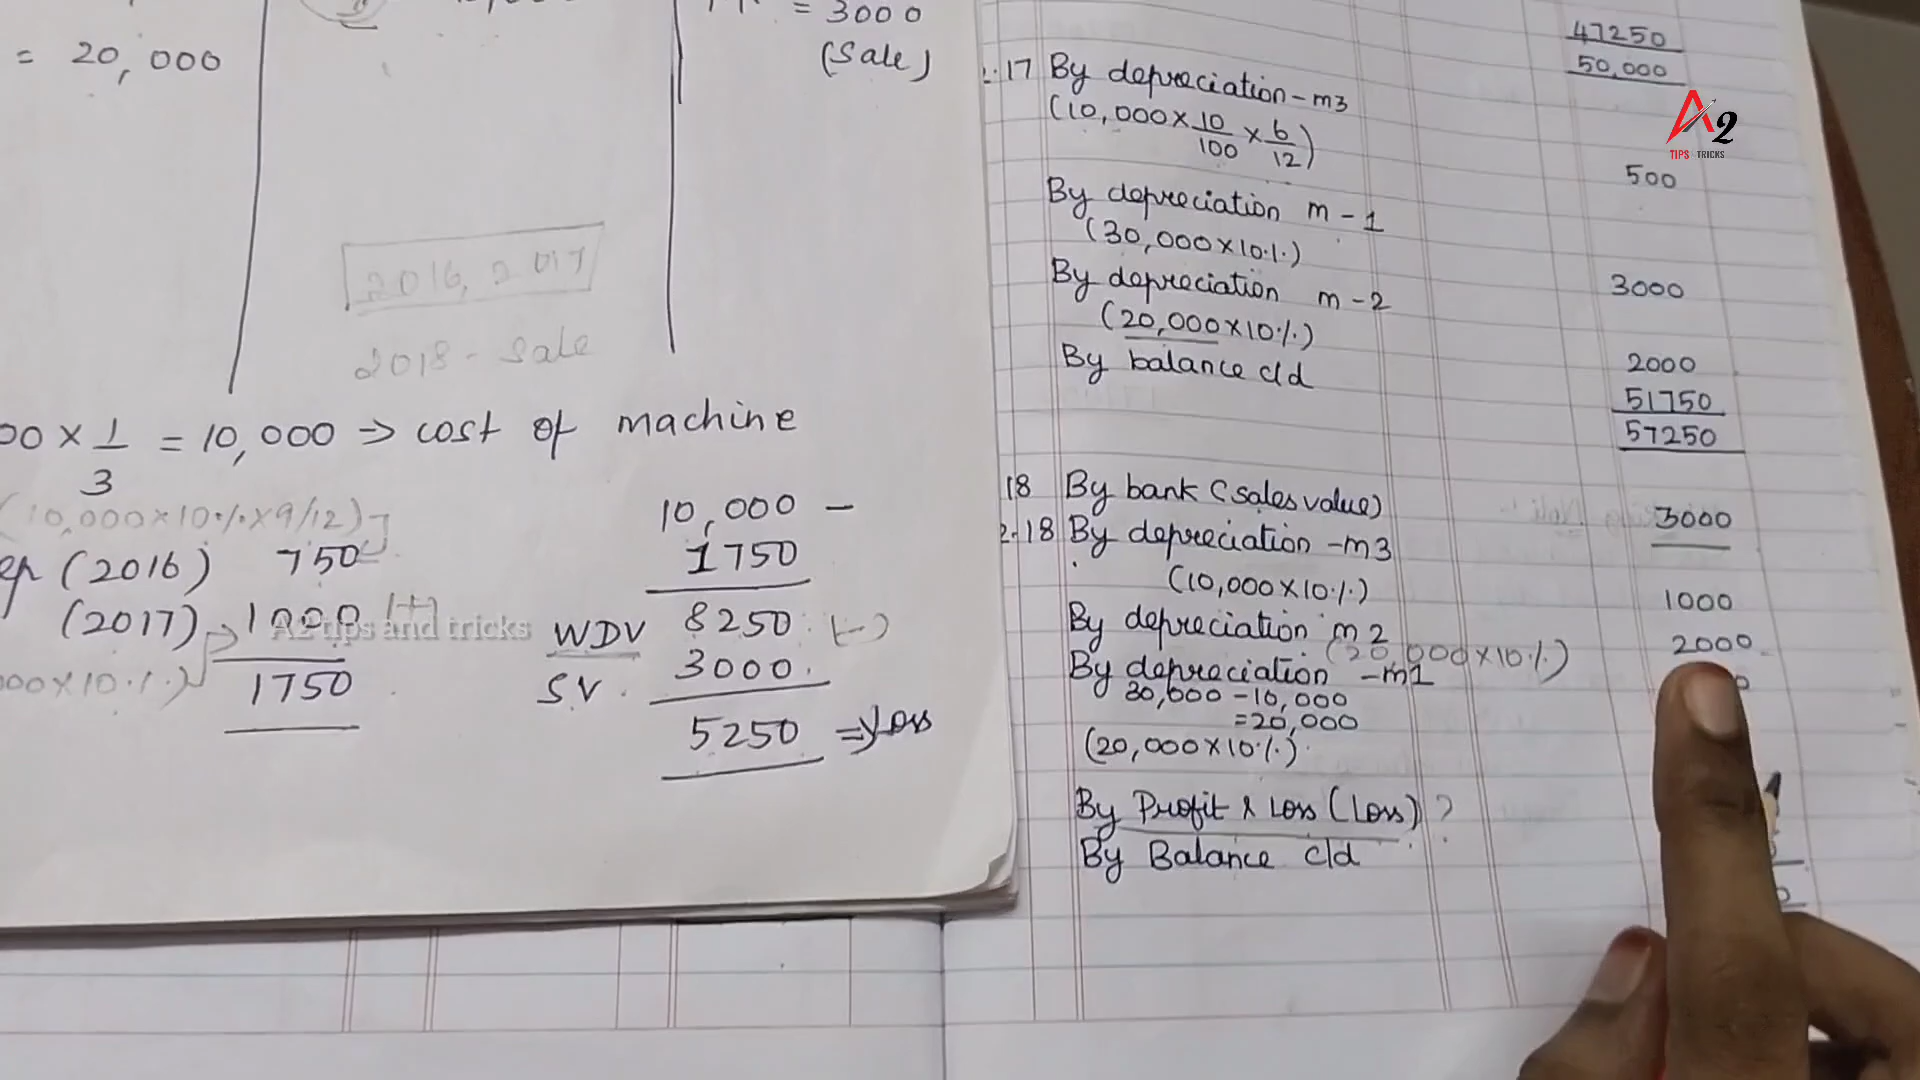 = 20,000
= 3000
(Sale)
2016, 2017
2018 - Sale
00 × 1/3 = 10,000 => cost of machine
(10,000×10%×9/12)
(2016) 750
(2017) 1000 (+)
000×10%)
1750
10,000 -
1750
WDV 8250 (-)
SV. 3000
5250 => Loss
47250
50,000
17 By depreciation-m3
(10,000×10/100×6/12)
500
By depreciation m-1
(30,000×10%)
3000
By depreciation m-2
(20,000×10%)
2000
By balance c/d
51750
57250
18 By bank (sales value)
3000
2.18 By depreciation -m3
(10,000×10%)
1000
By depreciation m2
(20,000×10%)
2000
By depreciation -m1
30,000 -10,000
=20,000
(20,000×10%)
By Profit & Loss (Loss) ?
By Balance c/d
A2
TIPS TRICKS
A2 tips and tricks